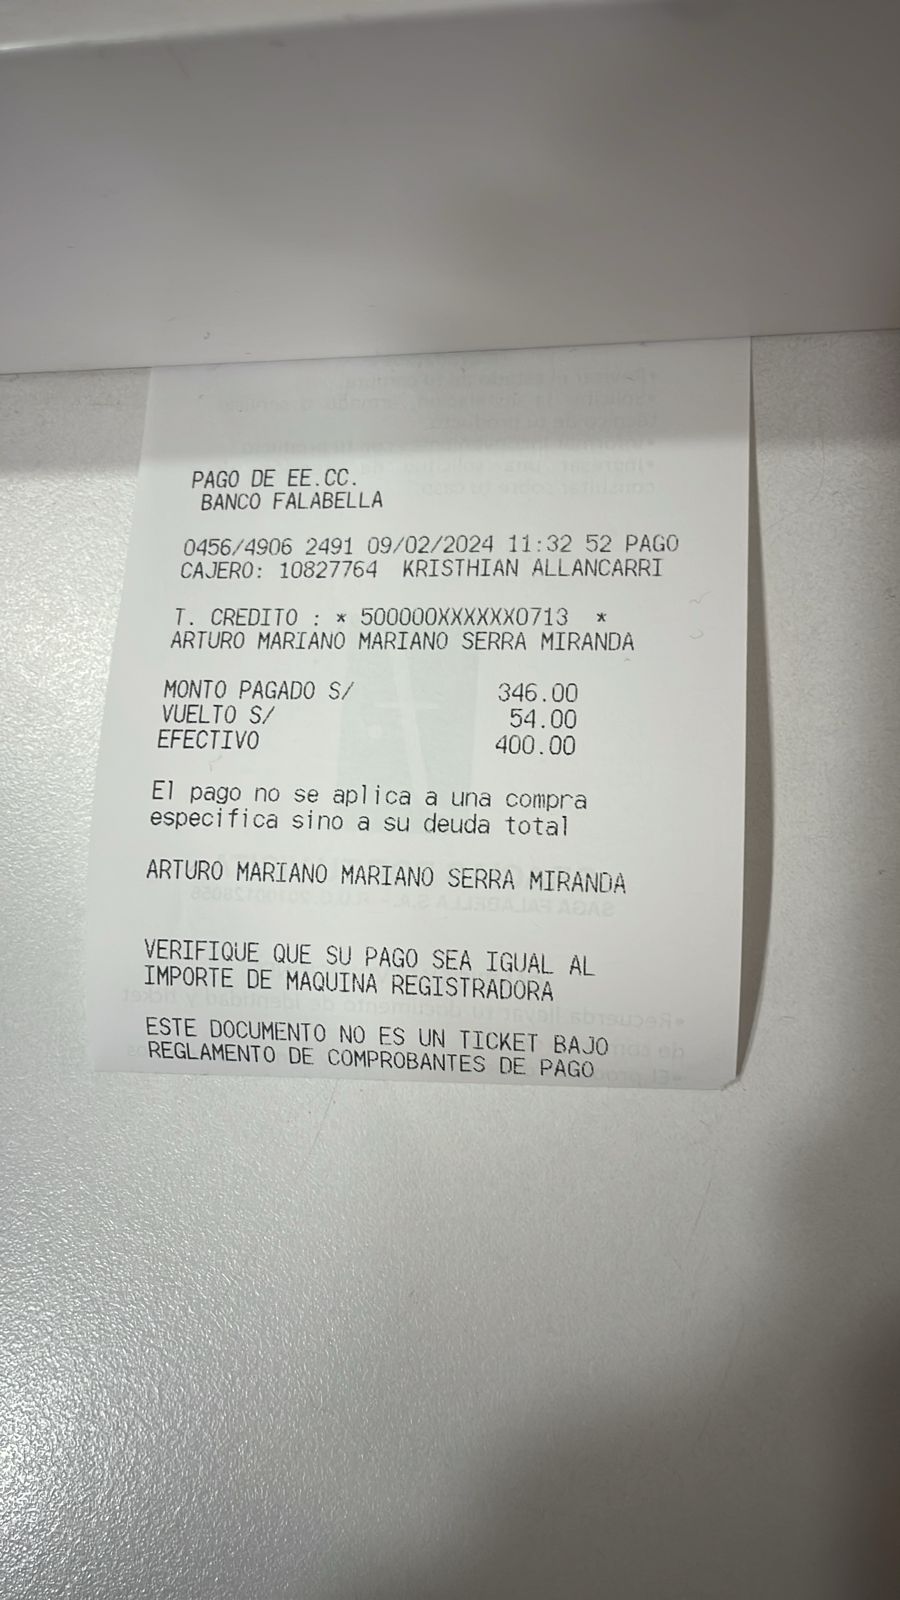 PAGO DE EE.CC.
BANCO FALABELLA
0456/4906 2491 09/02/2024 11:32 52 PAGO
CAJERO: 10827764 KRISTHIAN ALLANCARRI
T. CREDITO : * 500000XXXXXX0713 *
ARTURO MARIANO MARIANO SERRA MIRANDA
MONTO PAGADO S/ 346.00
VUELTO S/ 54.00
EFECTIVO 400.00
El pago no se aplica a una compra
especifica sino a su deuda total
ARTURO MARIANO MARIANO SERRA MIRANDA
VERIFIQUE QUE SU PAGO SEA IGUAL AL
IMPORTE DE MAQUINA REGISTRADORA
ESTE DOCUMENTO NO ES UN TICKET BAJO
REGLAMENTO DE COMPROBANTES DE PAGO